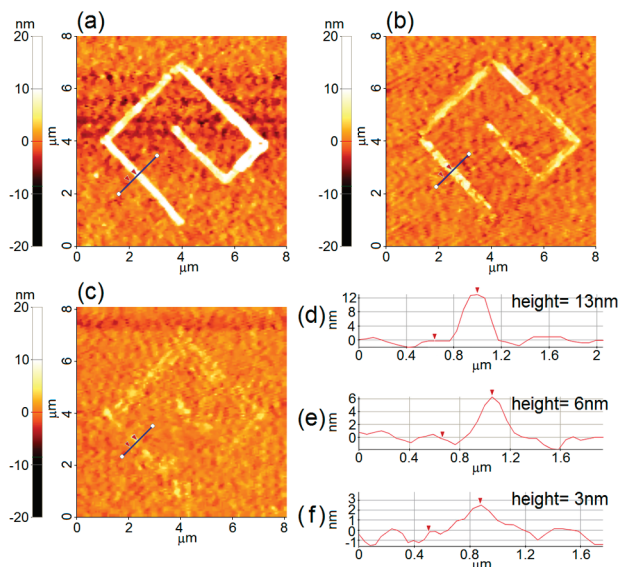 nm
(a)
nm
(b)
20
8
20
8
10
6
10
6
0
μm
4
0
μm
4
-10
2
-10
2
-20
0
-20
0
0 2 4 6 8
0 2 4 6 8
μm
μm
nm
(c)
20
8
10
6
0
μm
4
-10
2
-20
0
0 2 4 6 8
μm
(d)
12
8
4
0
nm
height= 13nm
0 0.4 0.8 1.2 1.6 2
μm
(e)
6
4
2
0
nm
height= 6nm
0 0.4 0.8 1.2 1.6
μm
(f)
3
2
1
0
-1
nm
height= 3nm
0 0.4 0.8 1.2 1.6
μm